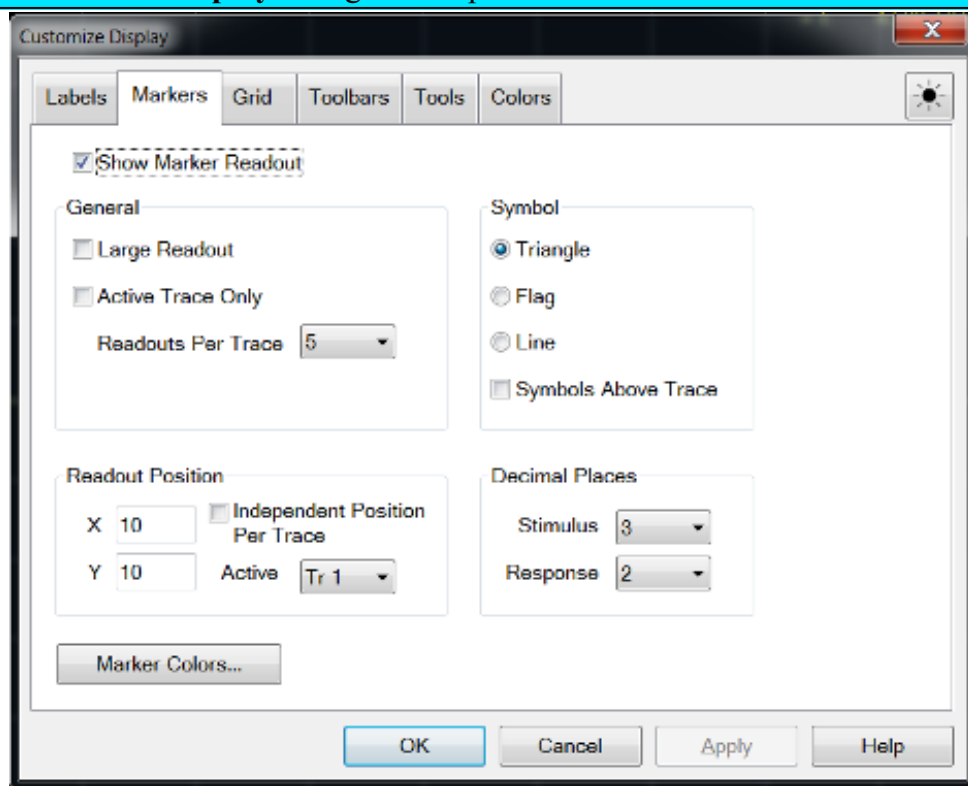 Customize Display
Labels Markers Grid Toolbars Tools Colors
Show Marker Readout
General
Large Readout
Active Trace Only
Readouts Per Trace 5
Symbol
Triangle
Flag
Line
Symbols Above Trace
Readout Position
X 10
Independent Position
Per Trace
Y 10 Active Tr 1
Decimal Places
Stimulus 3
Response 2
Marker Colors...
OK Cancel Apply Help